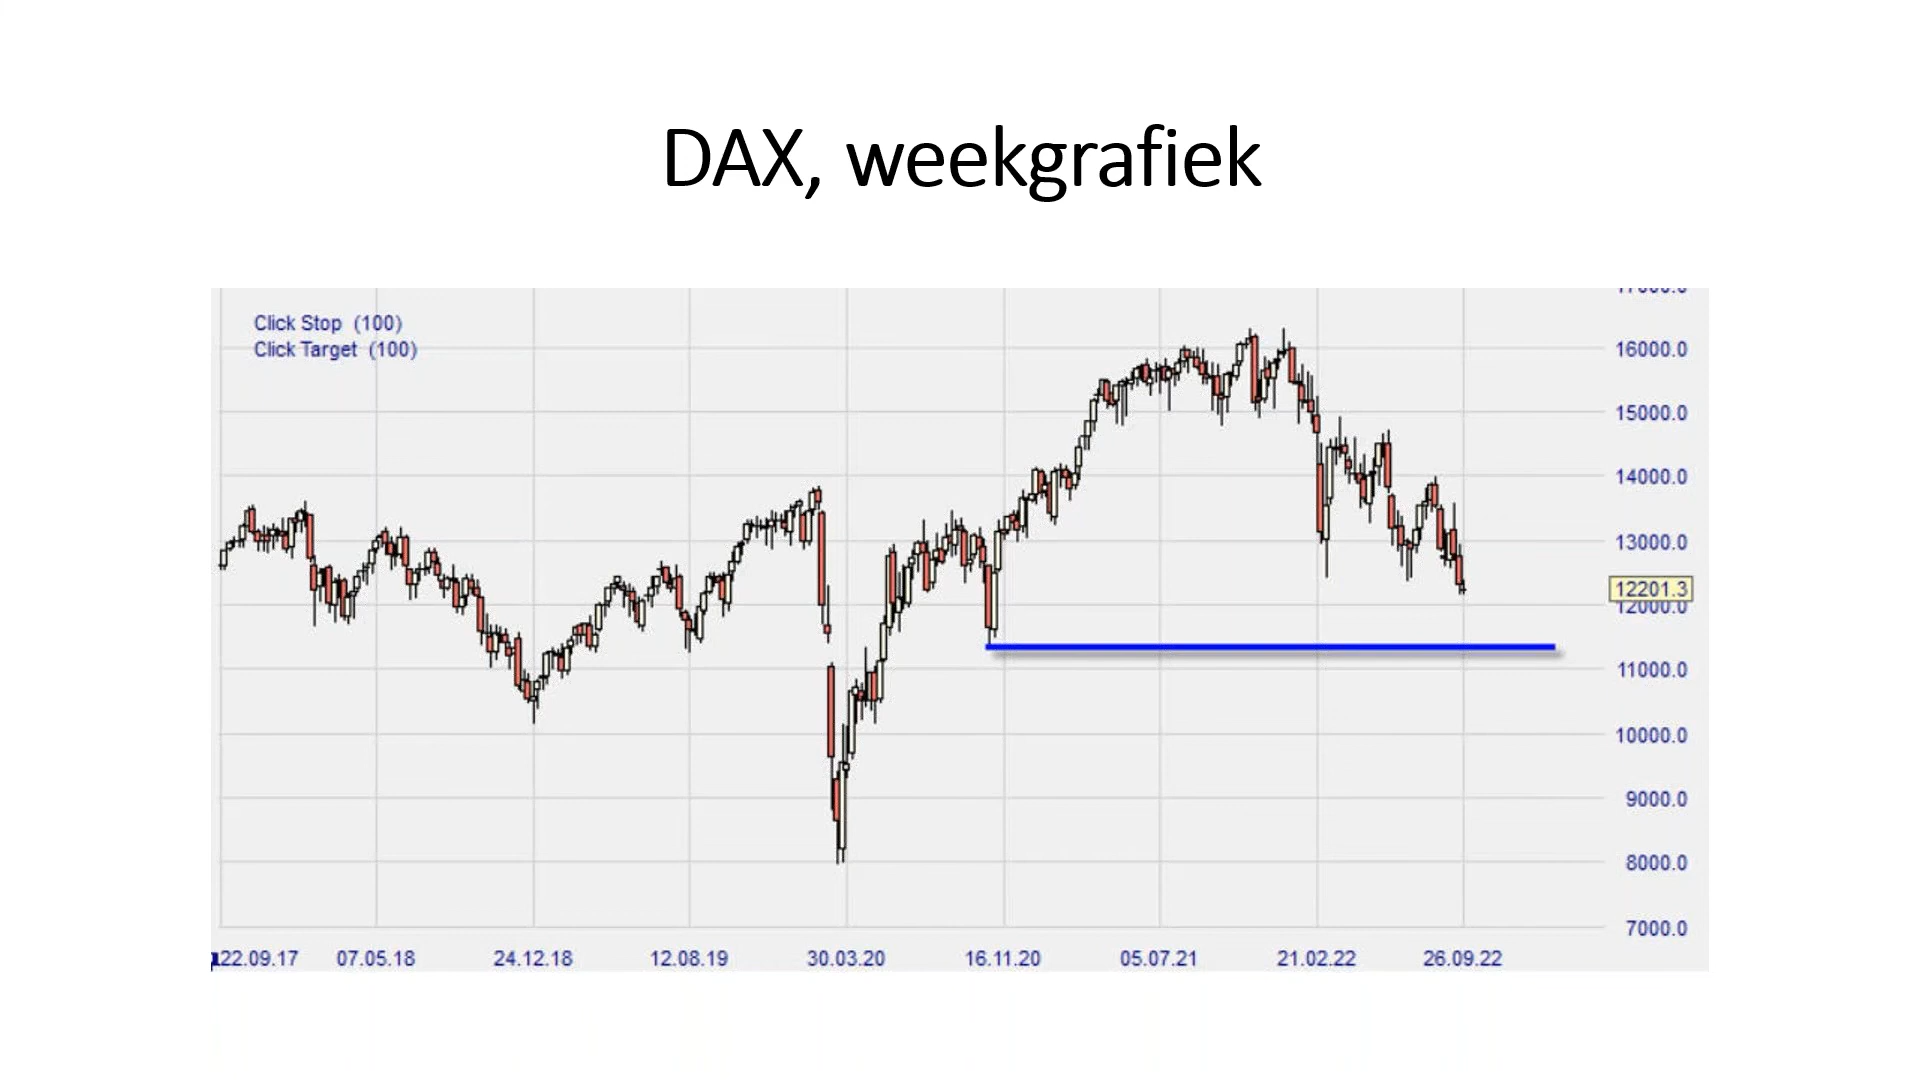 DAX, weekgrafiek
Click Stop (100)
Click Target (100)
16000.0
15000.0
14000.0
13000.0
12201.3
12000.0
11000.0
10000.0
9000.0
8000.0
7000.0
22.09.17 07.05.18 24.12.18 12.08.19 30.03.20 16.11.20 05.07.21 21.02.22 26.09.22